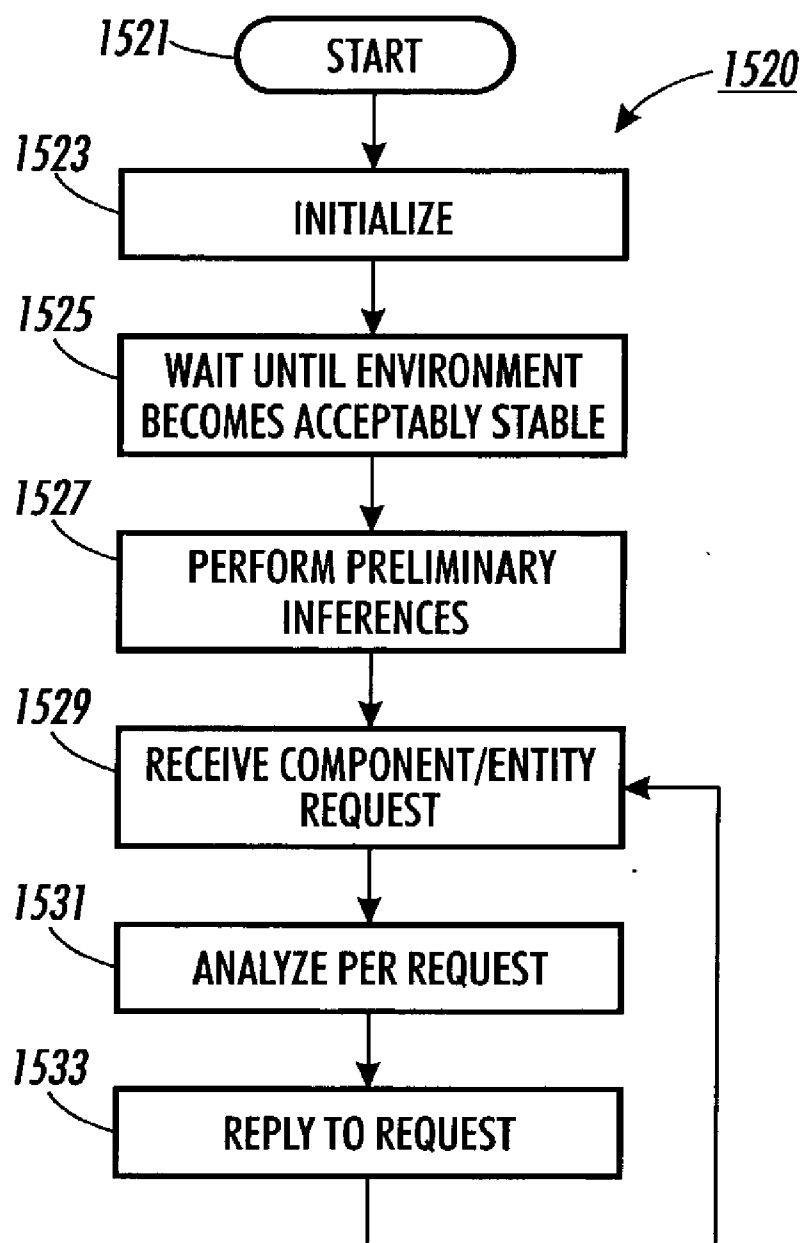 1521
START
1520
1523
INITIALIZE
1525
WAIT UNTIL ENVIRONMENT
BECOMES ACCEPTABLY STABLE
1527
PERFORM PRELIMINARY
INFERENCES
1529
RECEIVE COMPONENT/ENTITY
REQUEST
1531
ANALYZE PER REQUEST
1533
REPLY TO REQUEST